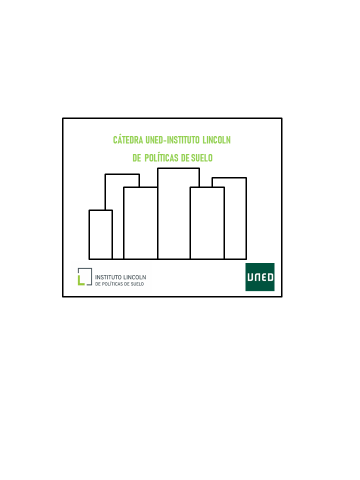 CÁTEDRA UNED-INSTITUTO LINCOLN
DE POLÍTICAS DE SUELO
INSTITUTO LINCOLN
DE POLÍTICAS DE SUELO
UNED